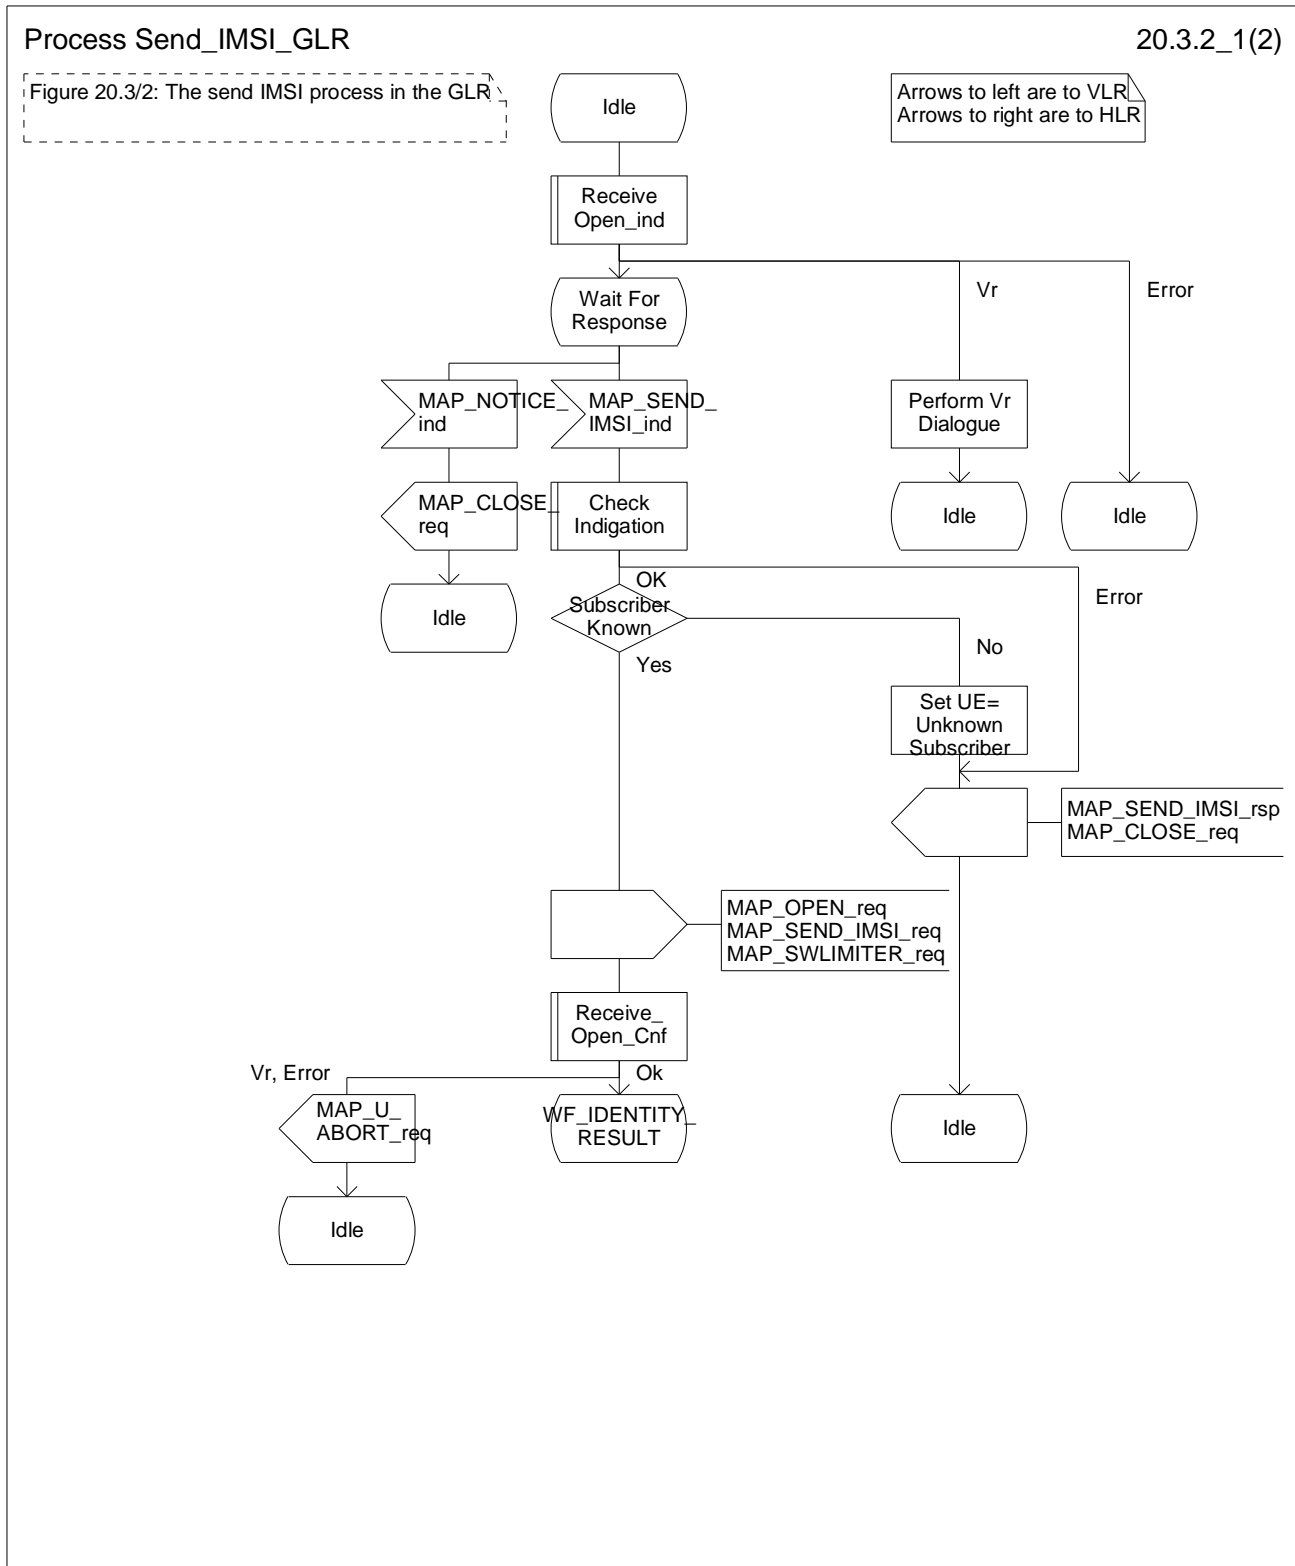 Process Send_IMSI_GLR
20.3.2_1(2)
Figure 20.3/2: The send IMSI process in the GLR
Idle
Arrows to left are to VLR
Arrows to right are to HLR
Receive
Open_ind
Vr
Error
Wait For
Response
MAP_NOTICE_
ind
MAP_SEND_
IMSI_ind
Perform Vr
Dialogue
MAP_CLOSE_
req
Check
Indigation
Idle
Idle
OK
Error
Idle
Subscriber
Known
No
Yes
Set UE=
Unknown
Subscriber
MAP_SEND_IMSI_rsp
MAP_CLOSE_req
MAP_OPEN_req
MAP_SEND_IMSI_req
MAP_SWLIMITER_req
Receive_
Open_Cnf
Vr, Error
Ok
MAP_U_
ABORT_req
WF_IDENTITY_
RESULT
Idle
Idle